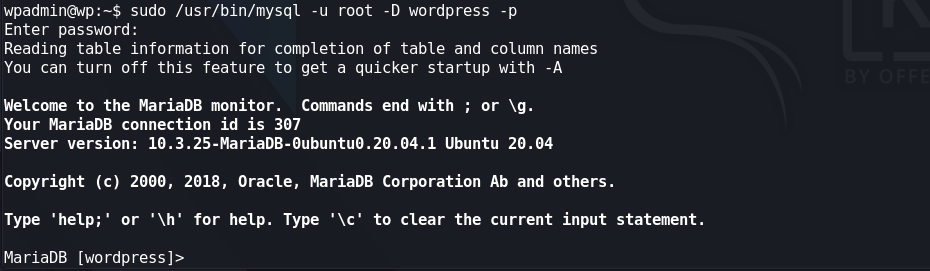 wpadmin@wp:~$ sudo /usr/bin/mysql -u root -D wordpress -p
Enter password:
Reading table information for completion of table and column names
You can turn off this feature to get a quicker startup with -A
Welcome to the MariaDB monitor.  Commands end with ; or \g.
Your MariaDB connection id is 307
Server version: 10.3.25-MariaDB-0ubuntu0.20.04.1 Ubuntu 20.04
Copyright (c) 2000, 2018, Oracle, MariaDB Corporation Ab and others.
Type 'help;' or '\h' for help. Type '\c' to clear the current input statement.
MariaDB [wordpress]>
BY OFFE